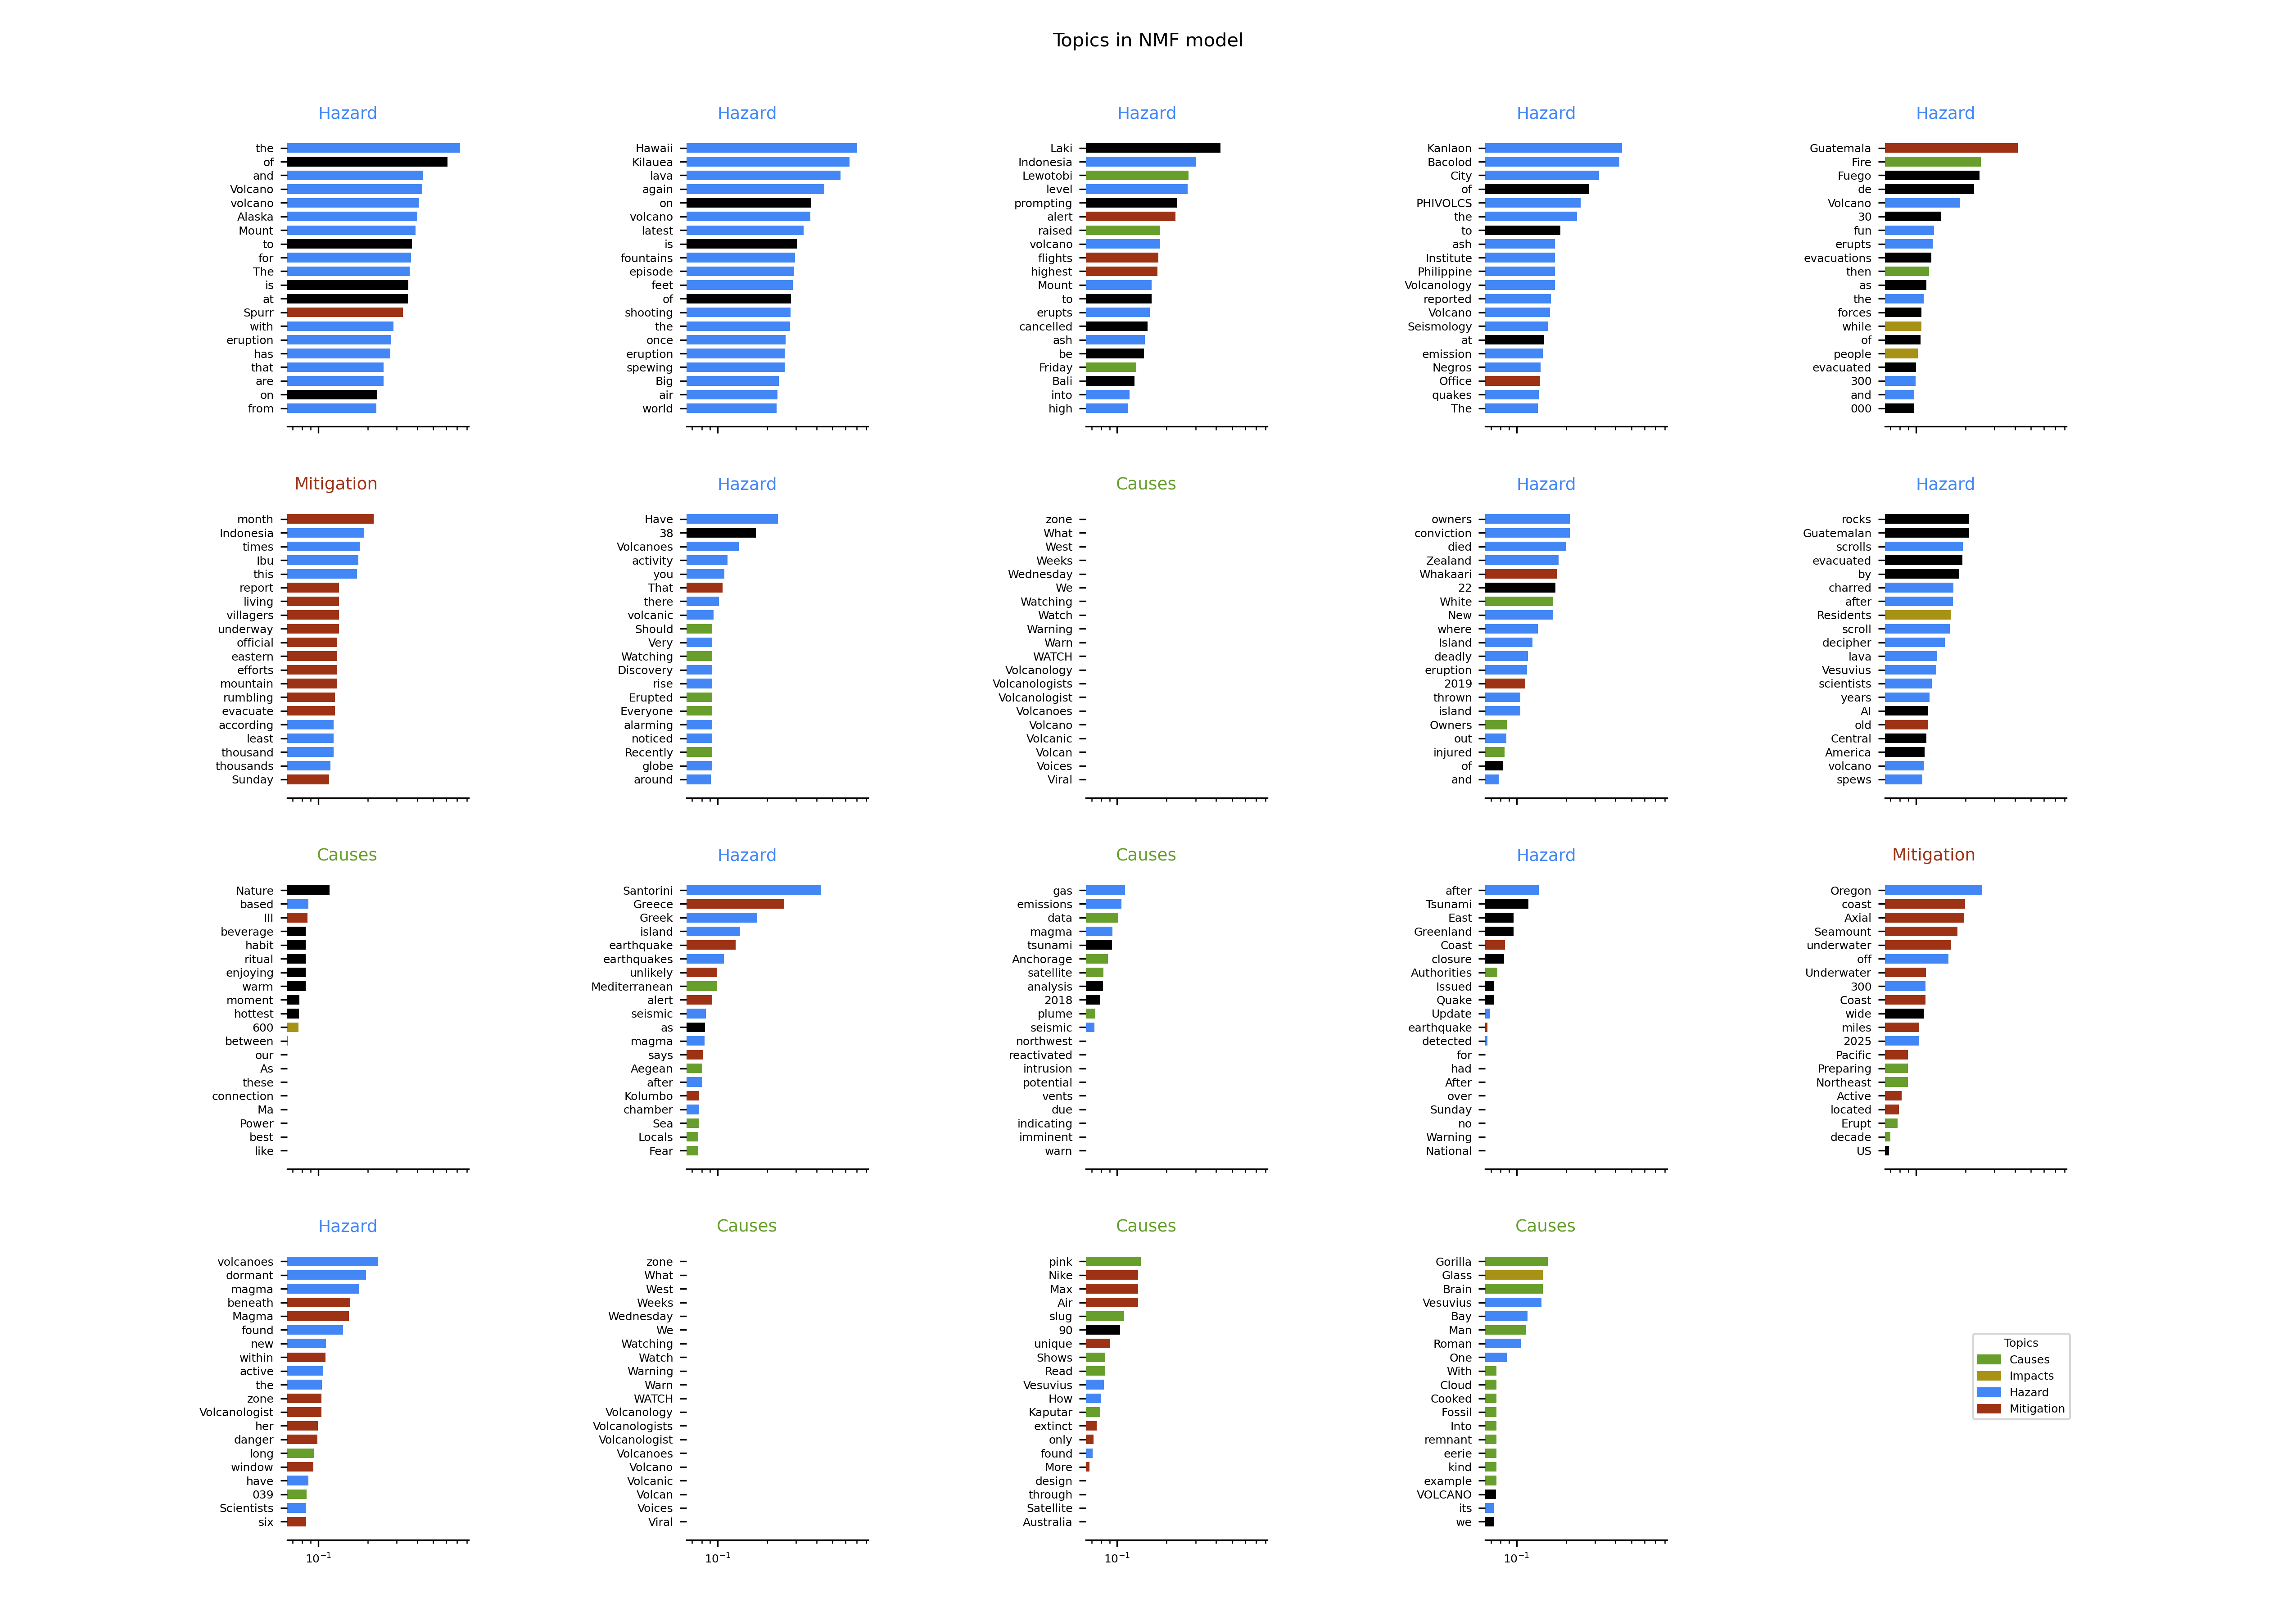 Topics in NMF model
Hazard
the
of
and
Volcano
volcano
Alaska
Mount
to
for
The
is
at
Spurr
with
eruption
has
that
are
on
from
Hazard
Hawaii
Kilauea
lava
again
on
volcano
latest
is
fountains
episode
feet
of
shooting
the
once
eruption
spewing
Big
air
world
Hazard
Laki
Indonesia
Lewotobi
level
prompting
alert
raised
volcano
flights
highest
Mount
to
erupts
cancelled
ash
be
Friday
Bali
into
high
Hazard
Kanlaon
Bacolod
City
of
PHIVOLCS
the
to
ash
Institute
Philippine
Volcanology
reported
Volcano
Seismology
at
emission
Negros
Office
quakes
The
Hazard
Guatemala
Fire
Fuego
de
Volcano
30
fun
erupts
evacuations
then
as
the
forces
while
of
people
evacuated
300
and
000
Mitigation
month
Indonesia
times
Ibu
this
report
living
villagers
underway
official
eastern
efforts
mountain
rumbling
evacuate
according
least
thousand
thousands
Sunday
Hazard
Have
38
Volcanoes
activity
you
That
there
volcanic
Should
Very
Watching
Discovery
rise
Erupted
Everyone
alarming
noticed
Recently
globe
around
Causes
zone
What
West
Weeks
Wednesday
We
Watching
Watch
Warning
Warn
WATCH
Volcanology
Volcanologists
Volcanologist
Volcanoes
Volcano
Volcanic
Volcan
Voices
Viral
Hazard
owners
conviction
died
Zealand
Whakaari
22
White
New
where
Island
deadly
eruption
2019
thrown
island
Owners
out
injured
of
and
Hazard
rocks
Guatemalan
scrolls
evacuated
by
charred
after
Residents
scroll
decipher
lava
Vesuvius
scientists
years
AI
old
Central
America
volcano
spews
Causes
Nature
based
III
beverage
habit
ritual
enjoying
warm
moment
hottest
600
between
our
As
these
connection
Ma
Power
best
like
Hazard
Santorini
Greece
Greek
island
earthquake
earthquakes
unlikely
Mediterranean
alert
seismic
as
magma
says
Aegean
after
Kolumbo
chamber
Sea
Locals
Fear
Causes
gas
emissions
data
magma
tsunami
Anchorage
satellite
analysis
2018
plume
seismic
northwest
reactivated
intrusion
potential
vents
due
indicating
imminent
warn
Hazard
after
Tsunami
East
Greenland
Coast
closure
Authorities
Issued
Quake
Update
earthquake
detected
for
had
After
over
Sunday
no
Warning
National
Mitigation
Oregon
coast
Axial
Seamount
underwater
off
Underwater
300
Coast
wide
miles
2025
Pacific
Preparing
Northeast
Active
located
Erupt
decade
US
Hazard
volcanoes
dormant
magma
beneath
Magma
found
new
within
active
the
zone
Volcanologist
her
danger
long
window
have
039
Scientists
six
10⁻¹
Causes
zone
What
West
Weeks
Wednesday
We
Watching
Watch
Warning
Warn
WATCH
Volcanology
Volcanologists
Volcanologist
Volcanoes
Volcano
Volcanic
Volcan
Voices
Viral
10⁻¹
Causes
pink
Nike
Max
Air
slug
90
unique
Shows
Read
Vesuvius
How
Kaputar
extinct
only
found
More
design
through
Satellite
Australia
10⁻¹
Causes
Gorilla
Glass
Brain
Vesuvius
Bay
Man
Roman
One
With
Cloud
Cooked
Fossil
Into
remnant
eerie
kind
example
VOLCANO
its
we
10⁻¹
Topics
Causes
Impacts
Hazard
Mitigation